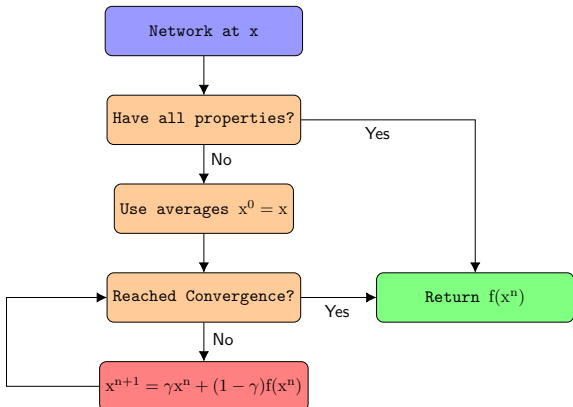 Network at x
Have all properties?
Yes
No
Use averages x⁰ = x
Reached Convergence?
Yes
Return f(xⁿ)
No
xⁿ⁺¹ = γxⁿ + (1 − γ)f(xⁿ)